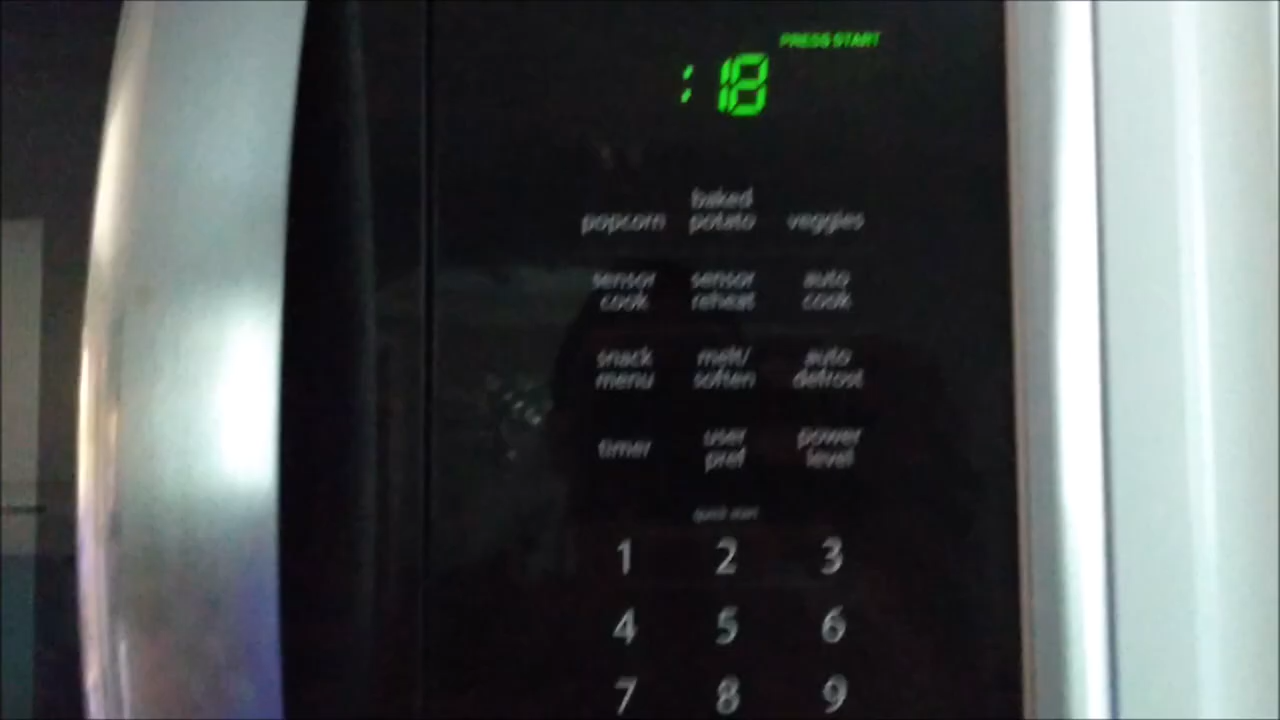 PRESS START
:18
popcorn
baked
potato
veggies
sensor
cook
sensor
reheat
auto
cook
snack
menu
melt/
soften
auto
defrost
timer
user
pref
power
level
quick start
1 2 3
4 5 6
7 8 9